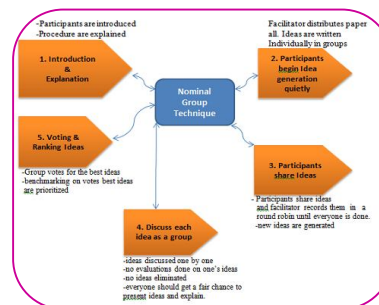 -Participants are introduced
-Procedure are explained
Facilitator distributes paper
all. Ideas are written
Individually in groups
1. Introduction
&
Explanation
2. Participants
begin Idea
generation
quietly
Nominal
Group
Technique
5. Voting &
Ranking Ideas
-Group votes for the best ideas
-benchmarking on votes best ideas
are prioritized
3. Participants
share Ideas
- Participants share ideas
and facilitator records them in a
round robin until everyone is done.
-new ideas are generated
4. Discuss each
idea as a group
-ideas discussed one by one
-no evaluations done on one's ideas
-no ideas eliminated
-everyone should get a fair chance to
present ideas and explain.